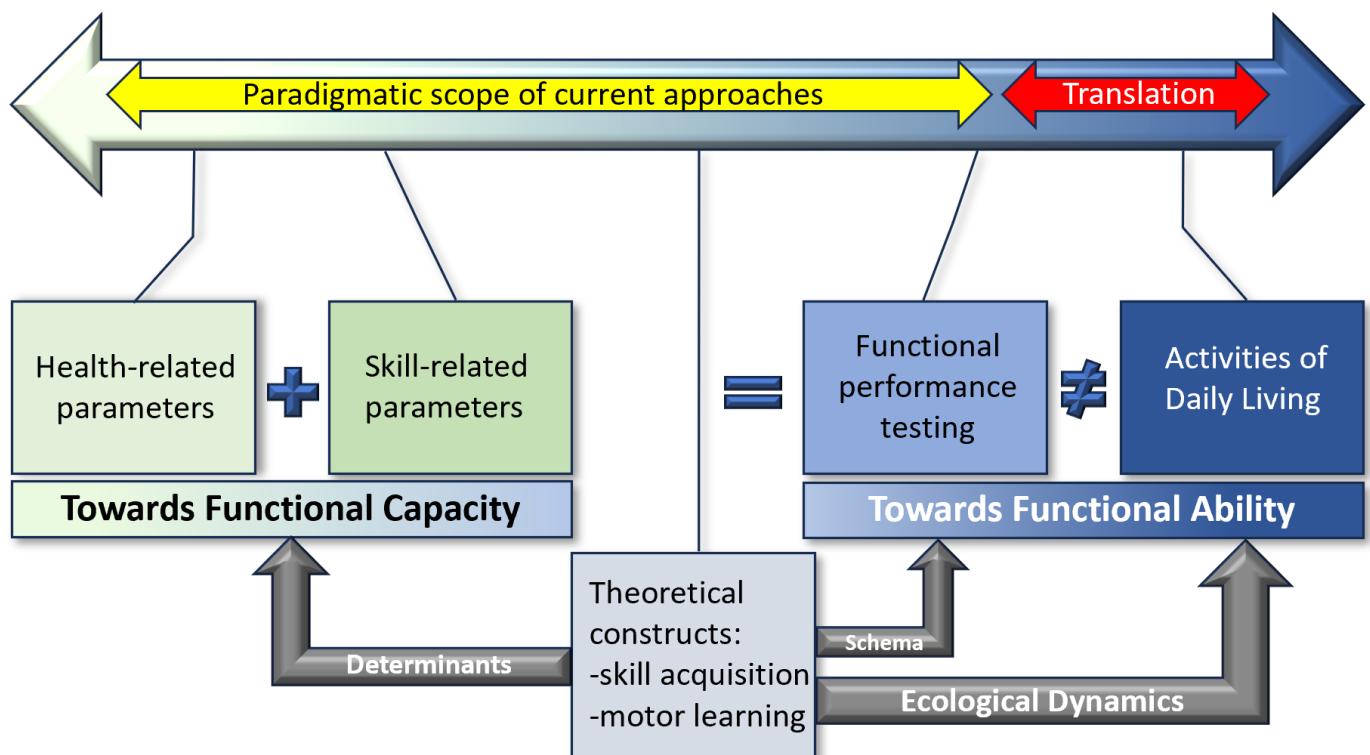 Paradigmatic scope of current approaches
Translation
Health-related
parameters
+
Skill-related
parameters
=
Functional
performance
testing
≠
Activities of
Daily Living
Towards Functional Capacity
Towards Functional Ability
Theoretical
constructs:
-skill acquisition
-motor learning
Determinants
Schema
Ecological Dynamics